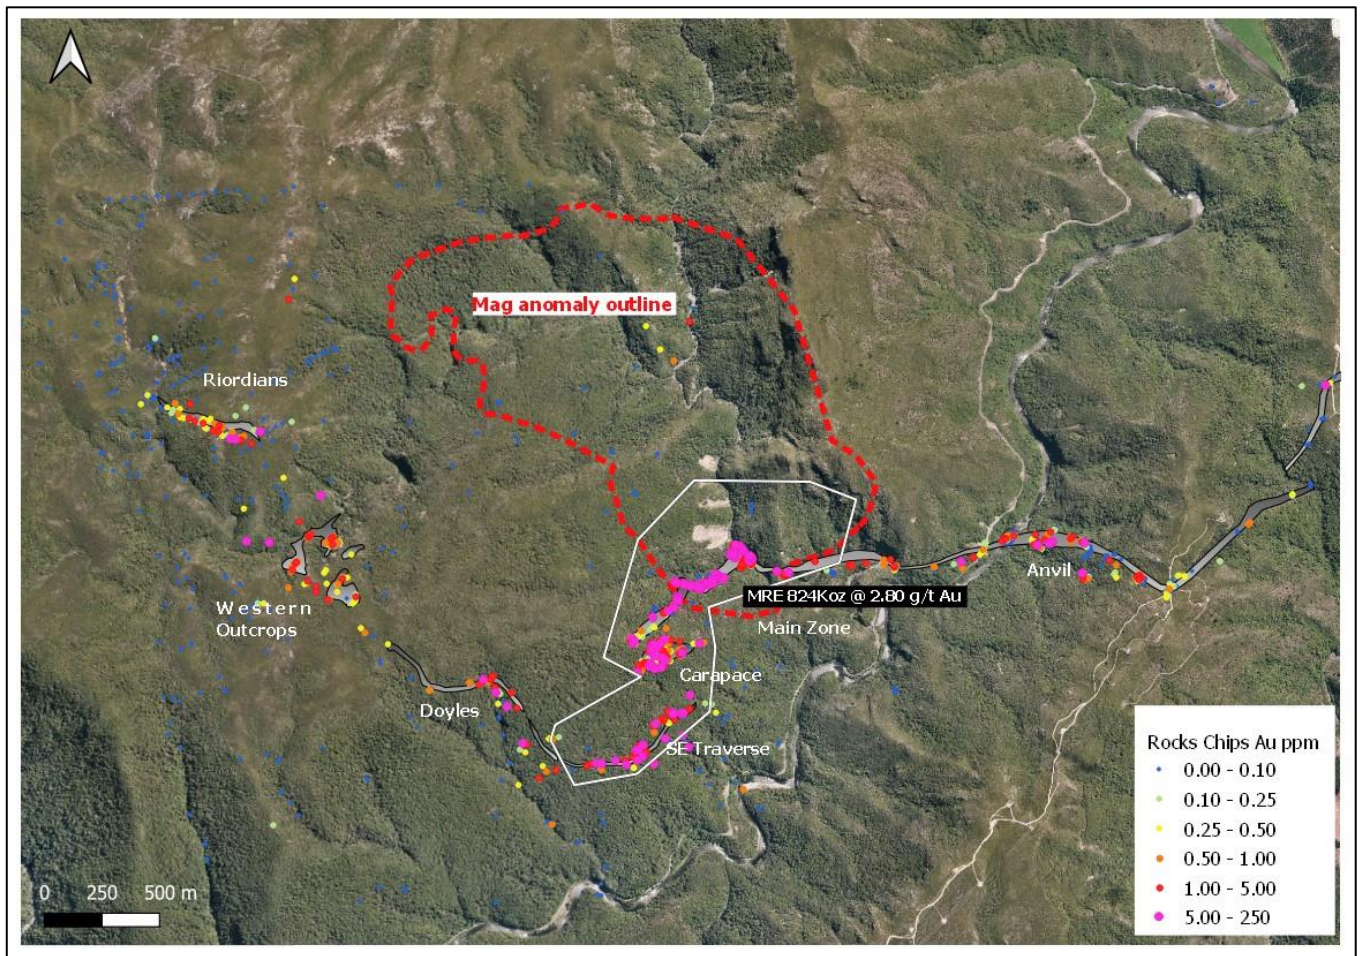 Mag anomaly outline
Riordians
Western
Outcrops
Doyles
SE Traverse
Carapace
Main Zone
MRE 824Koz @ 2.80 g/t Au
Anvil
0 250 500 m
Rocks Chips Au ppm
0.00 - 0.10
0.10 - 0.25
0.25 - 0.50
0.50 - 1.00
1.00 - 5.00
5.00 - 250